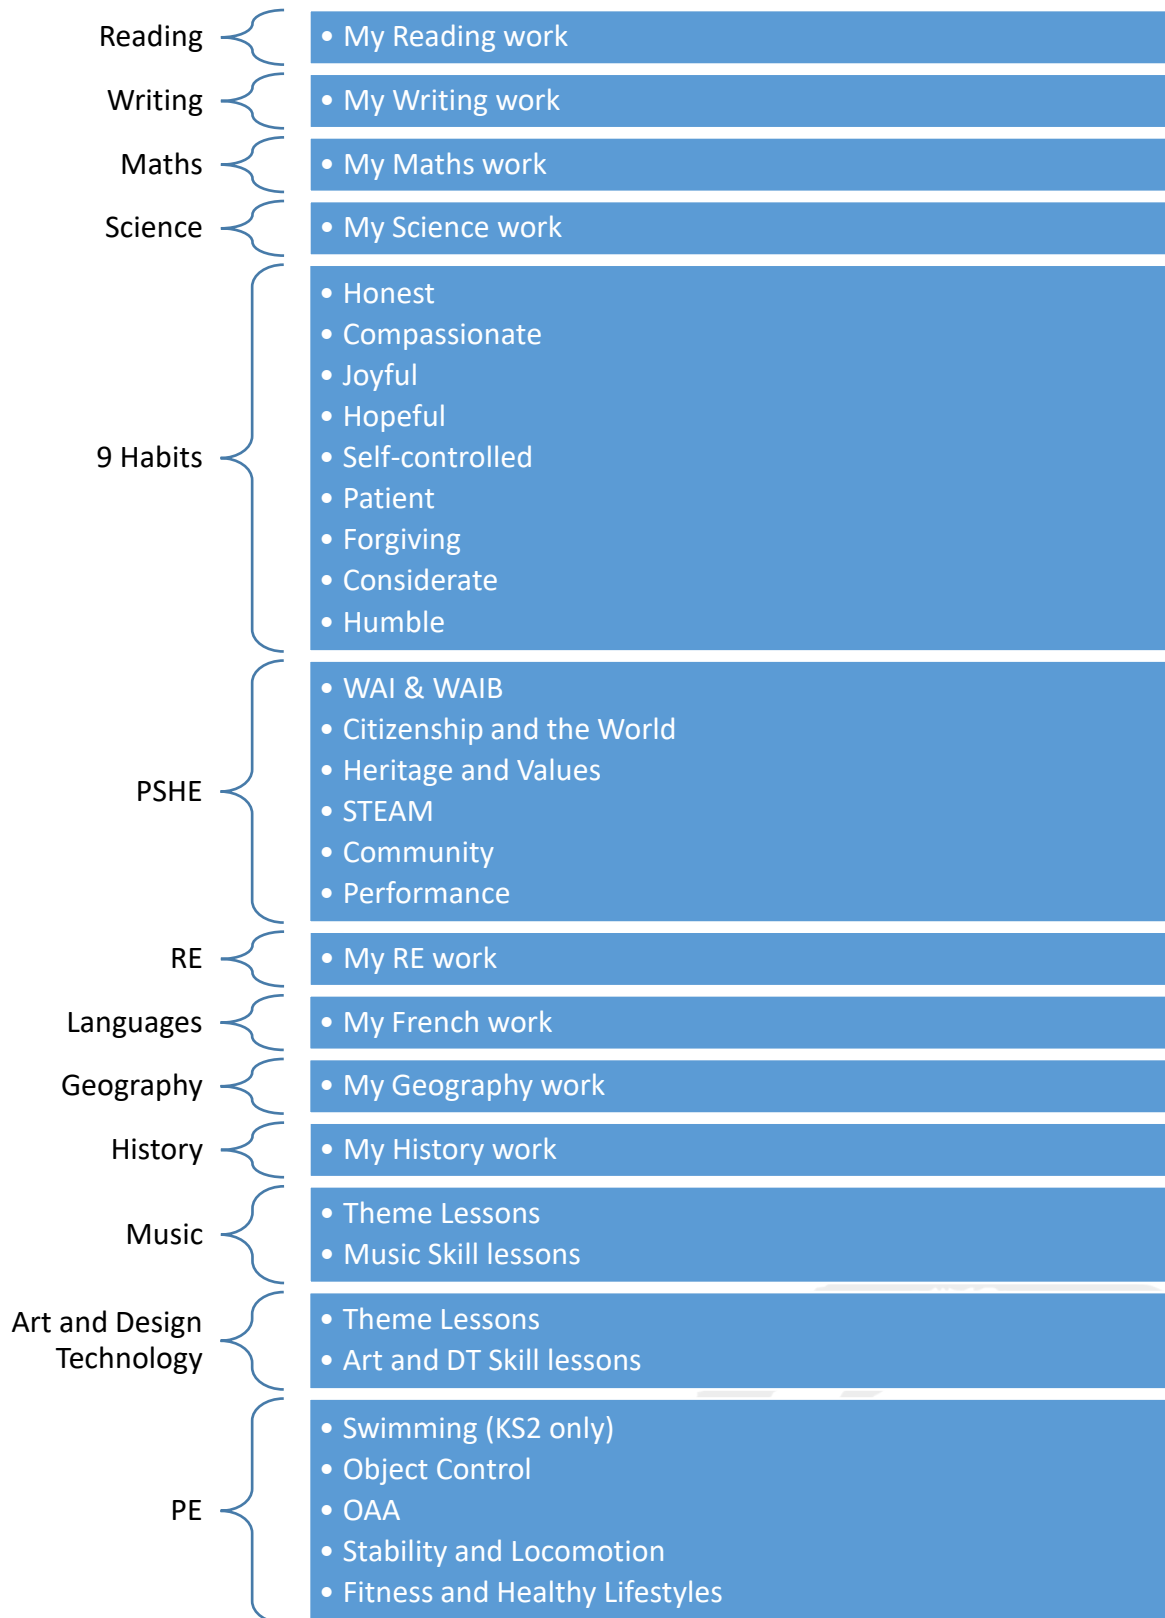 Reading
• My Reading work
Writing
• My Writing work
Maths
• My Maths work
Science
• My Science work
9 Habits
• Honest
• Compassionate
• Joyful
• Hopeful
• Self-controlled
• Patient
• Forgiving
• Considerate
• Humble
PSHE
• WAI & WAIB
• Citizenship and the World
• Heritage and Values
• STEAM
• Community
• Performance
RE
• My RE work
Languages
• My French work
Geography
• My Geography work
History
• My History work
Music
• Theme Lessons
• Music Skill lessons
Art and Design
Technology
• Theme Lessons
• Art and DT Skill lessons
PE
• Swimming (KS2 only)
• Object Control
• OAA
• Stability and Locomotion
• Fitness and Healthy Lifestyles